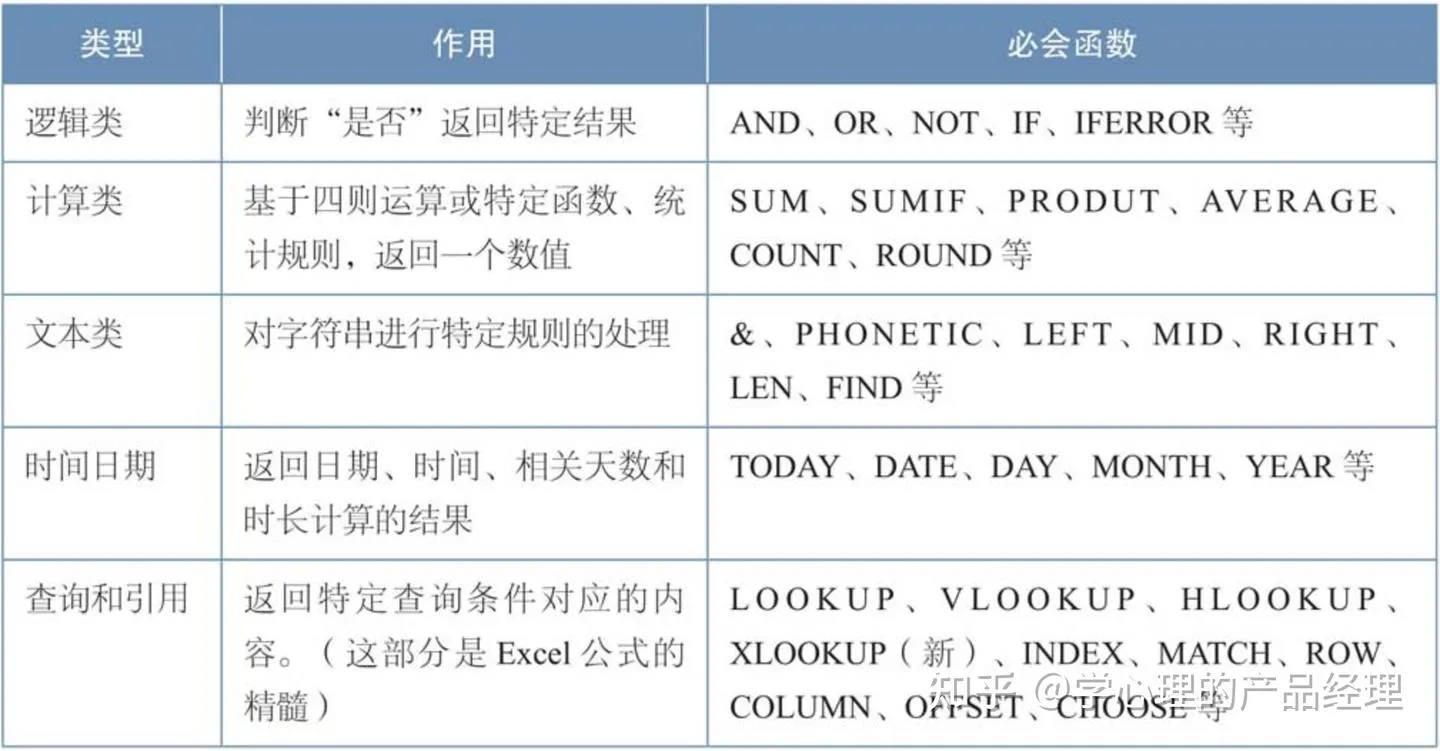 类型 作用 必会函数
逻辑类 判断“是否”返回特定结果 AND、OR、NOT、IF、IFERROR 等
计算类 基于四则运算或特定函数、统 SUM、SUMIF、PRODUT、AVERAGE、
计规则，返回一个数值 COUNT、ROUND 等
文本类 对字符串进行特定规则的处理 &、PHONETIC、LEFT、MID、RIGHT、
LEN、FIND 等
时间日期 返回日期、时间、相关天数和 TODAY、DATE、DAY、MONTH、YEAR 等
时长计算的结果
查询和引用 返回特定查询条件对应的内 LOOKUP、VLOOKUP、HLOOKUP、
容。（这部分是 Excel 公式的 XLOOKUP（新）、INDEX、MATCH、ROW、
精髓） COLUMN、OFFSET、CHOOSE 等
知乎 @学心理的产品经理